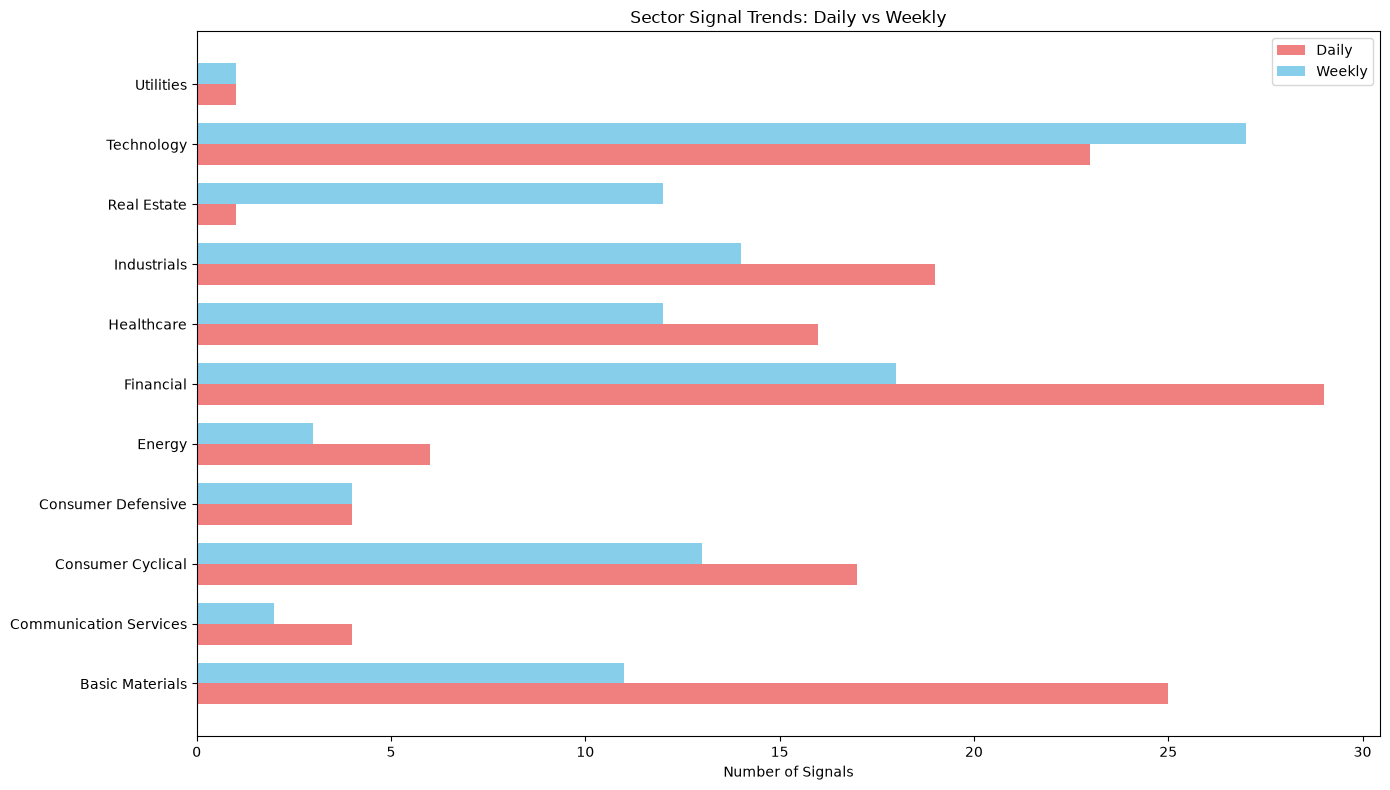 Sector Signal Trends: Daily vs Weekly
Daily
Weekly
Utilities
Technology
Real Estate
Industrials
Healthcare
Financial
Energy
Consumer Defensive
Consumer Cyclical
Communication Services
Basic Materials
0 5 10 15 20 25 30
Number of Signals